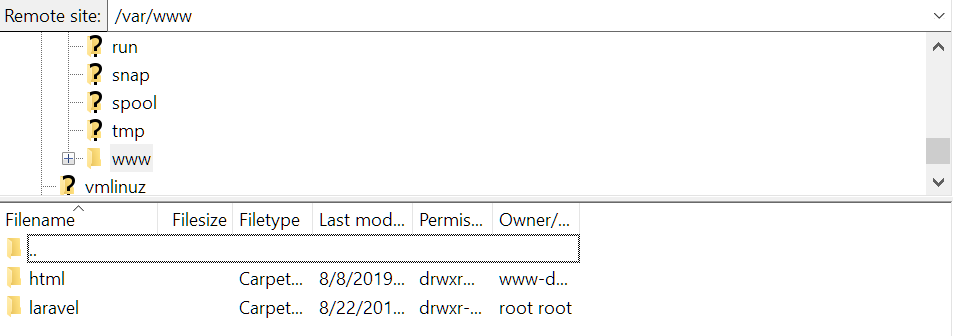 Remote site: /var/www
run
snap
spool
tmp
www
vmlinuz
Filename Filesize Filetype Last mod... Permis... Owner/...
..
html Carpet... 8/8/2019... drwxr... www-d...
laravel Carpet... 8/22/201... drwxr-... root root